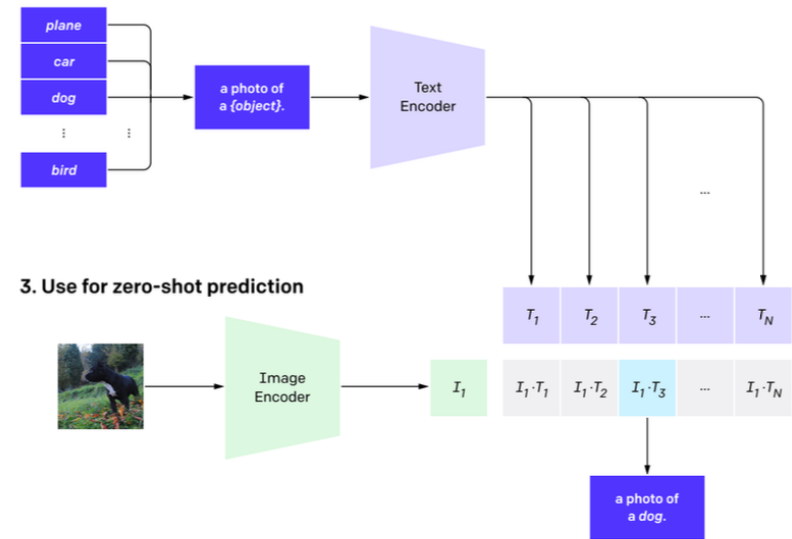 plane
car
dog
⋮ ⋮
bird
a photo of
a {object}.
Text
Encoder
...
3. Use for zero-shot prediction
T1 T2 T3 ... TN
Image
Encoder
I1
I1·T1 I1·T2 I1·T3 ... I1·TN
a photo of
a dog.